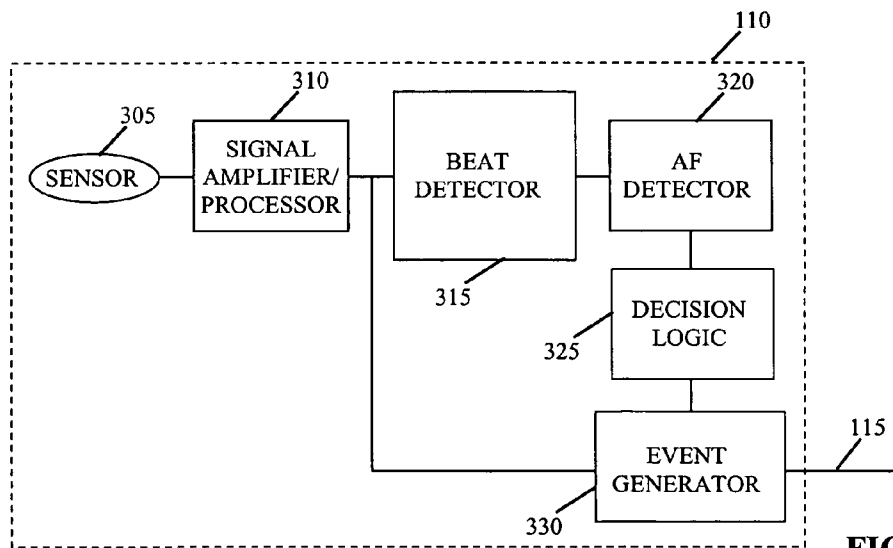 110
305
310
320
SENSOR
SIGNAL
AMPLIFIER/
PROCESSOR
BEAT
DETECTOR
AF
DETECTOR
315
325
DECISION
LOGIC
115
EVENT
GENERATOR
330
FIG